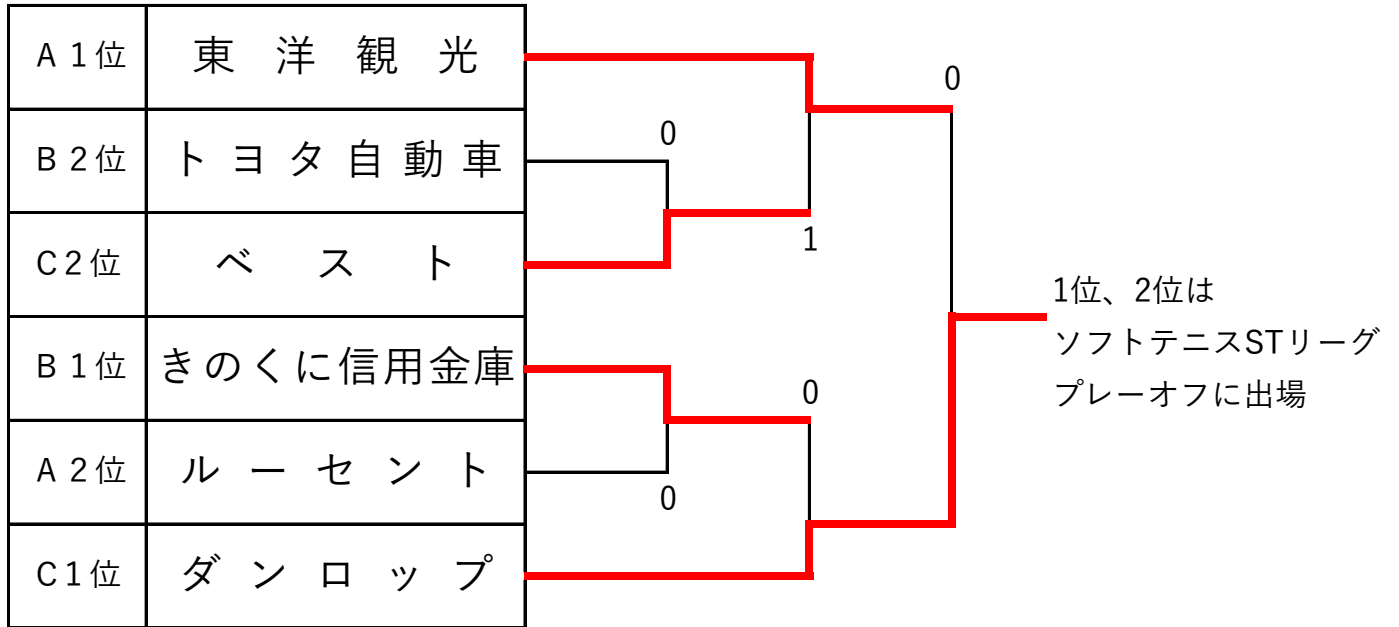 A1位 東洋観光
0
B2位 トヨタ自動車
0
C2位 ベスト
1
1位、2位は
ソフトテニスSTリーグ
プレーオフに出場
B1位 きのくに信用金庫
0
A2位 ルーセント
0
C1位 ダンロップ